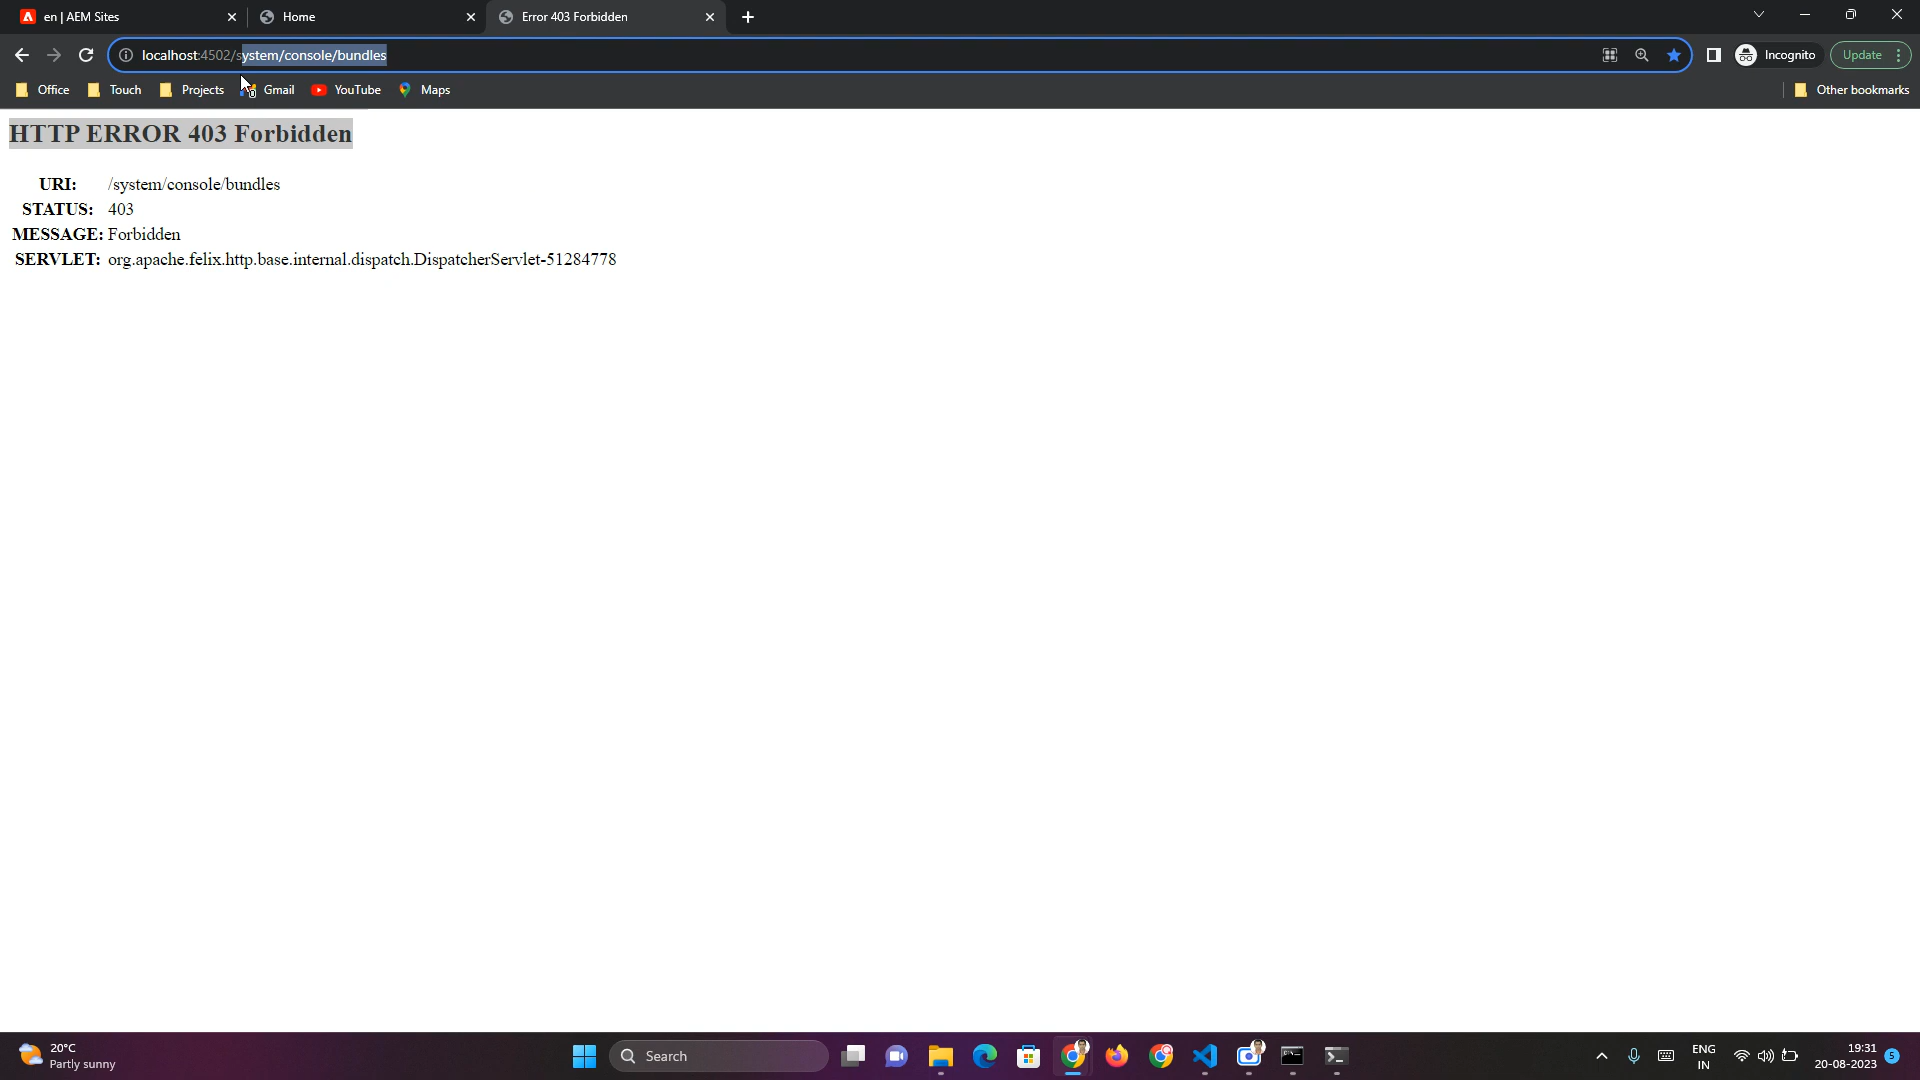 en | AEM Sites
Home
Error 403 Forbidden
localhost:4502/system/console/bundles
Incognito
Update
Office
Touch
Projects
Gmail
YouTube
Maps
Other bookmarks
HTTP ERROR 403 Forbidden
URI: /system/console/bundles
STATUS: 403
MESSAGE: Forbidden
SERVLET: org.apache.felix.http.base.internal.dispatch.DispatcherServlet-51284778
20°C
Partly sunny
Search
ENG
IN
19:31
20-08-2023
5